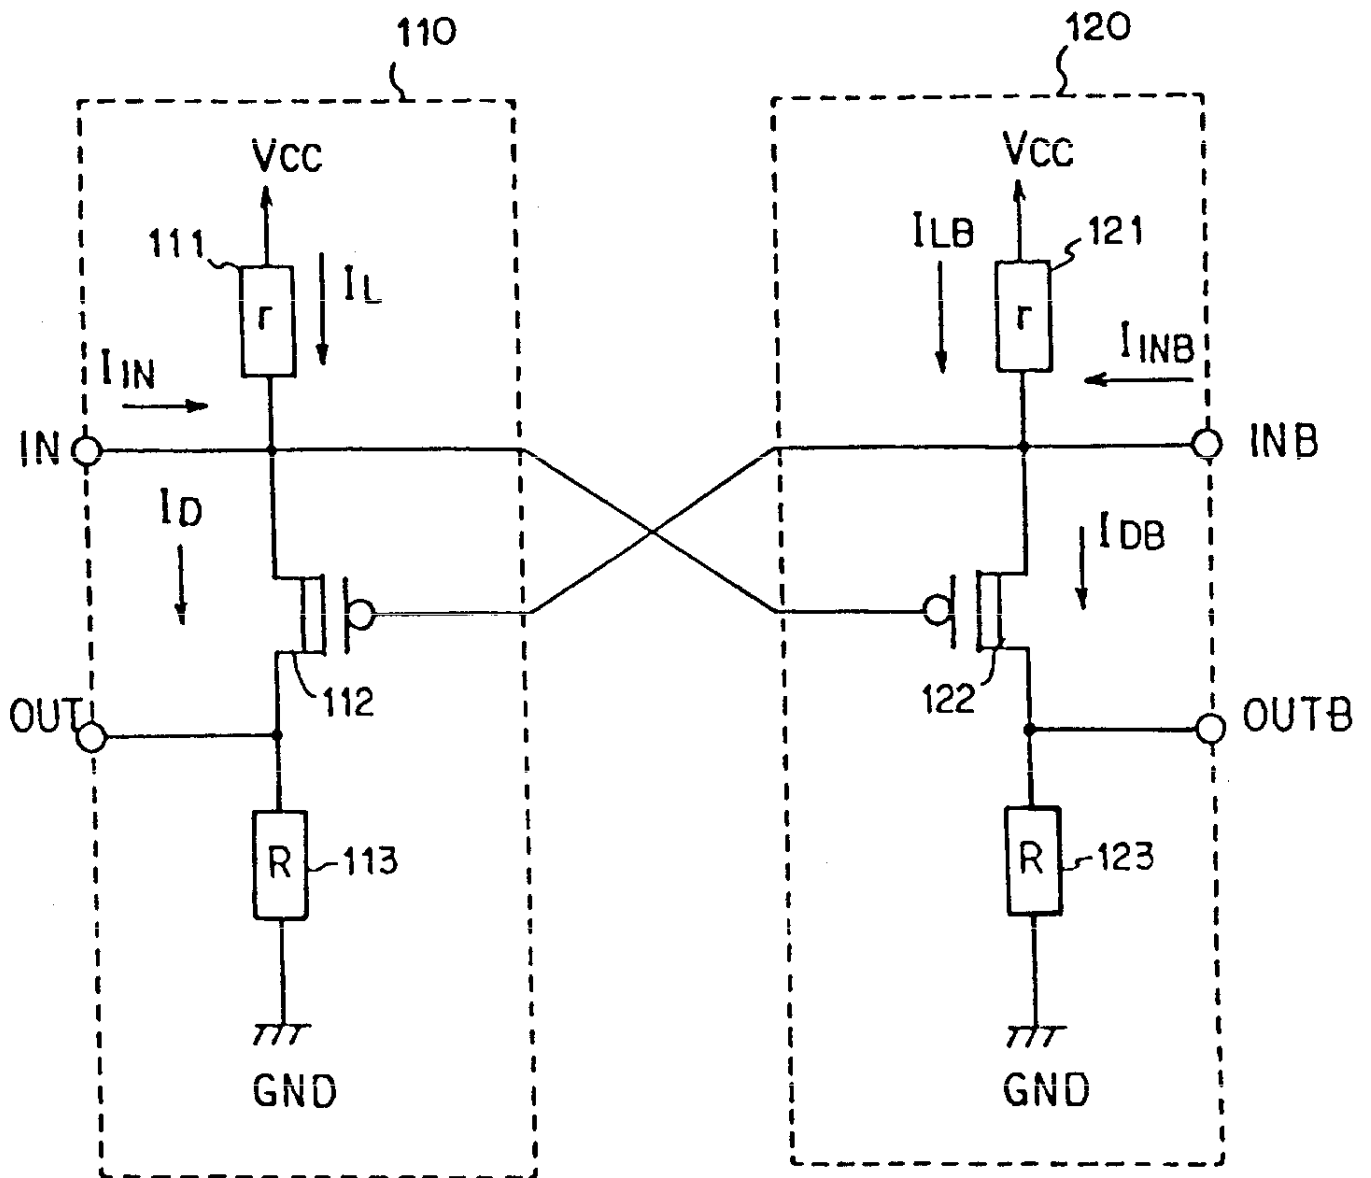 110
120
VCC
VCC
111
IL
ILB
121
r
r
IIN
IINB
IN
INB
ID
IDB
112
122
OUT
OUTB
R
113
R
123
GND
GND